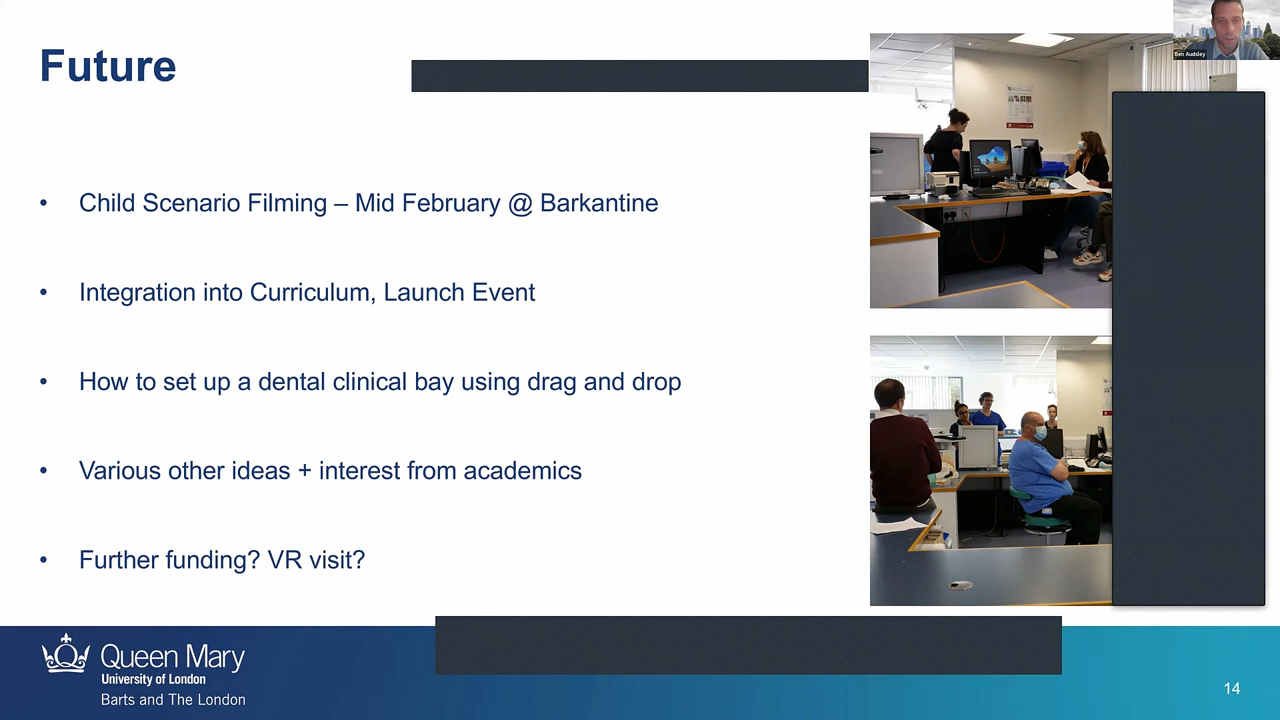 Future
Ben Audsley
• Child Scenario Filming – Mid February @ Barkantine
• Integration into Curriculum, Launch Event
• How to set up a dental clinical bay using drag and drop
• Various other ideas + interest from academics
• Further funding? VR visit?
Queen Mary
University of London
Barts and The London
14